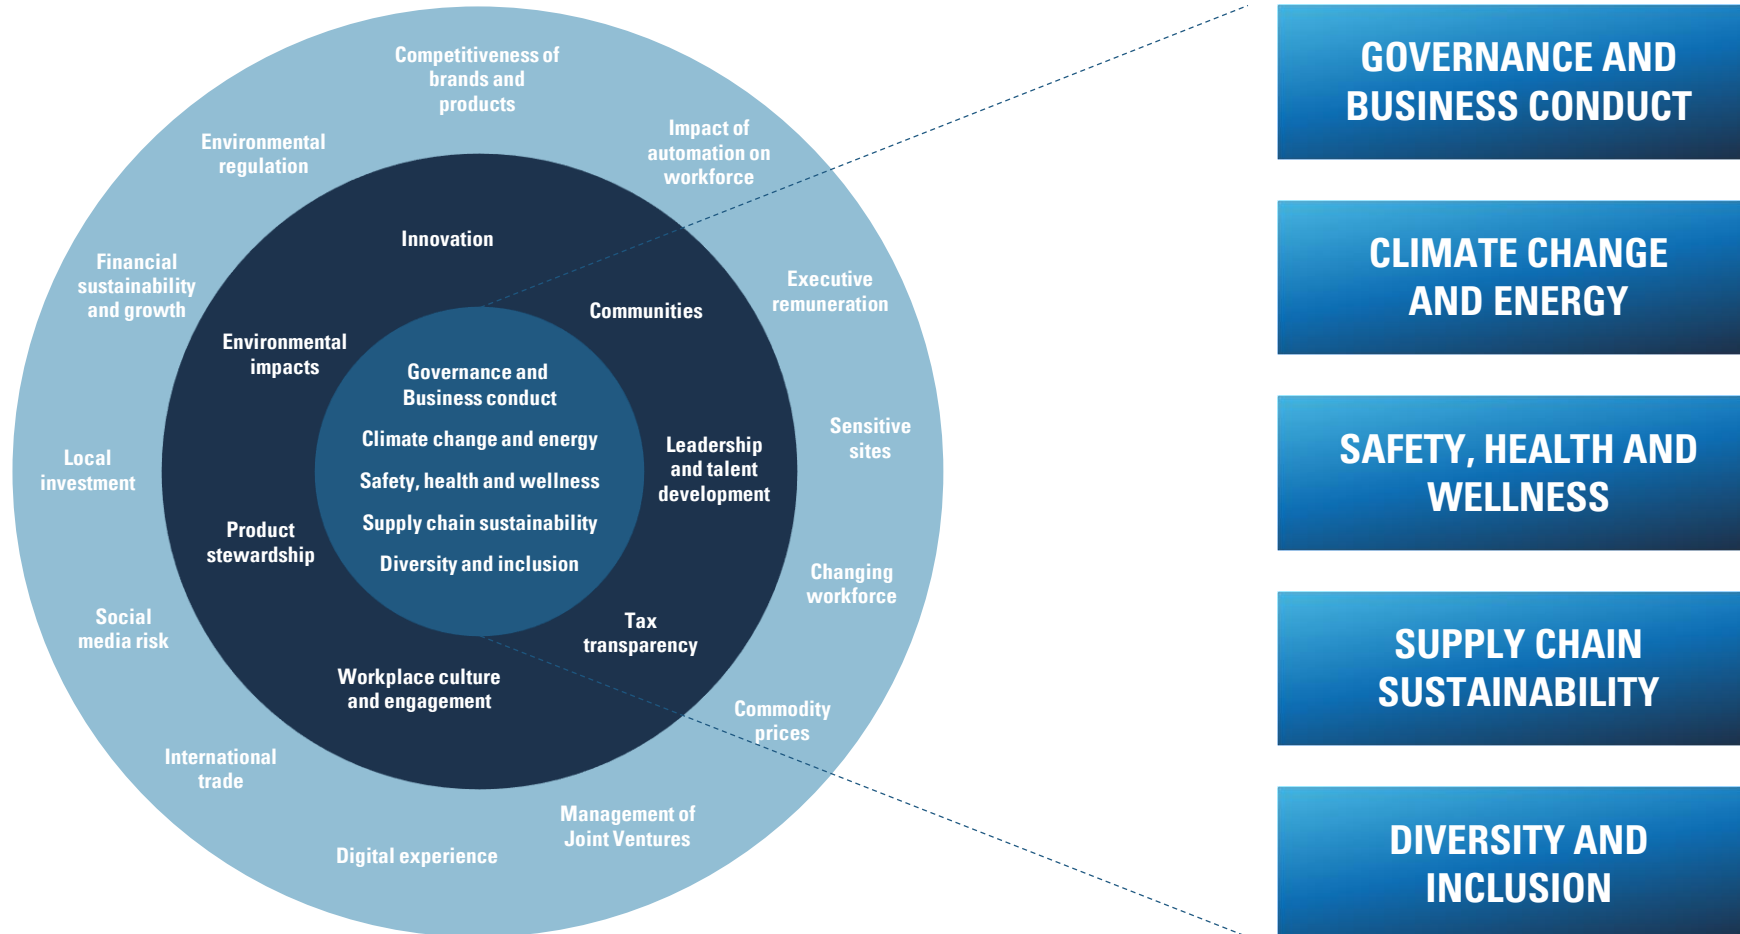 Competitiveness of
brands and
products
Impact of
automation on
workforce
Environmental
regulation
Innovation
Financial
sustainability
and growth
Communities
Executive
remuneration
Environmental
impacts
Governance and
Business conduct
Climate change and energy
Safety, health and wellness
Supply chain sustainability
Diversity and inclusion
Leadership
and talent
development
Sensitive
sites
Local
investment
Product
stewardship
Changing
workforce
Social
media risk
Tax
transparency
Workplace culture
and engagement
Commodity
prices
International
trade
Management of
Joint Ventures
Digital experience
GOVERNANCE AND
BUSINESS CONDUCT
CLIMATE CHANGE
AND ENERGY
SAFETY, HEALTH AND
WELLNESS
SUPPLY CHAIN
SUSTAINABILITY
DIVERSITY AND
INCLUSION